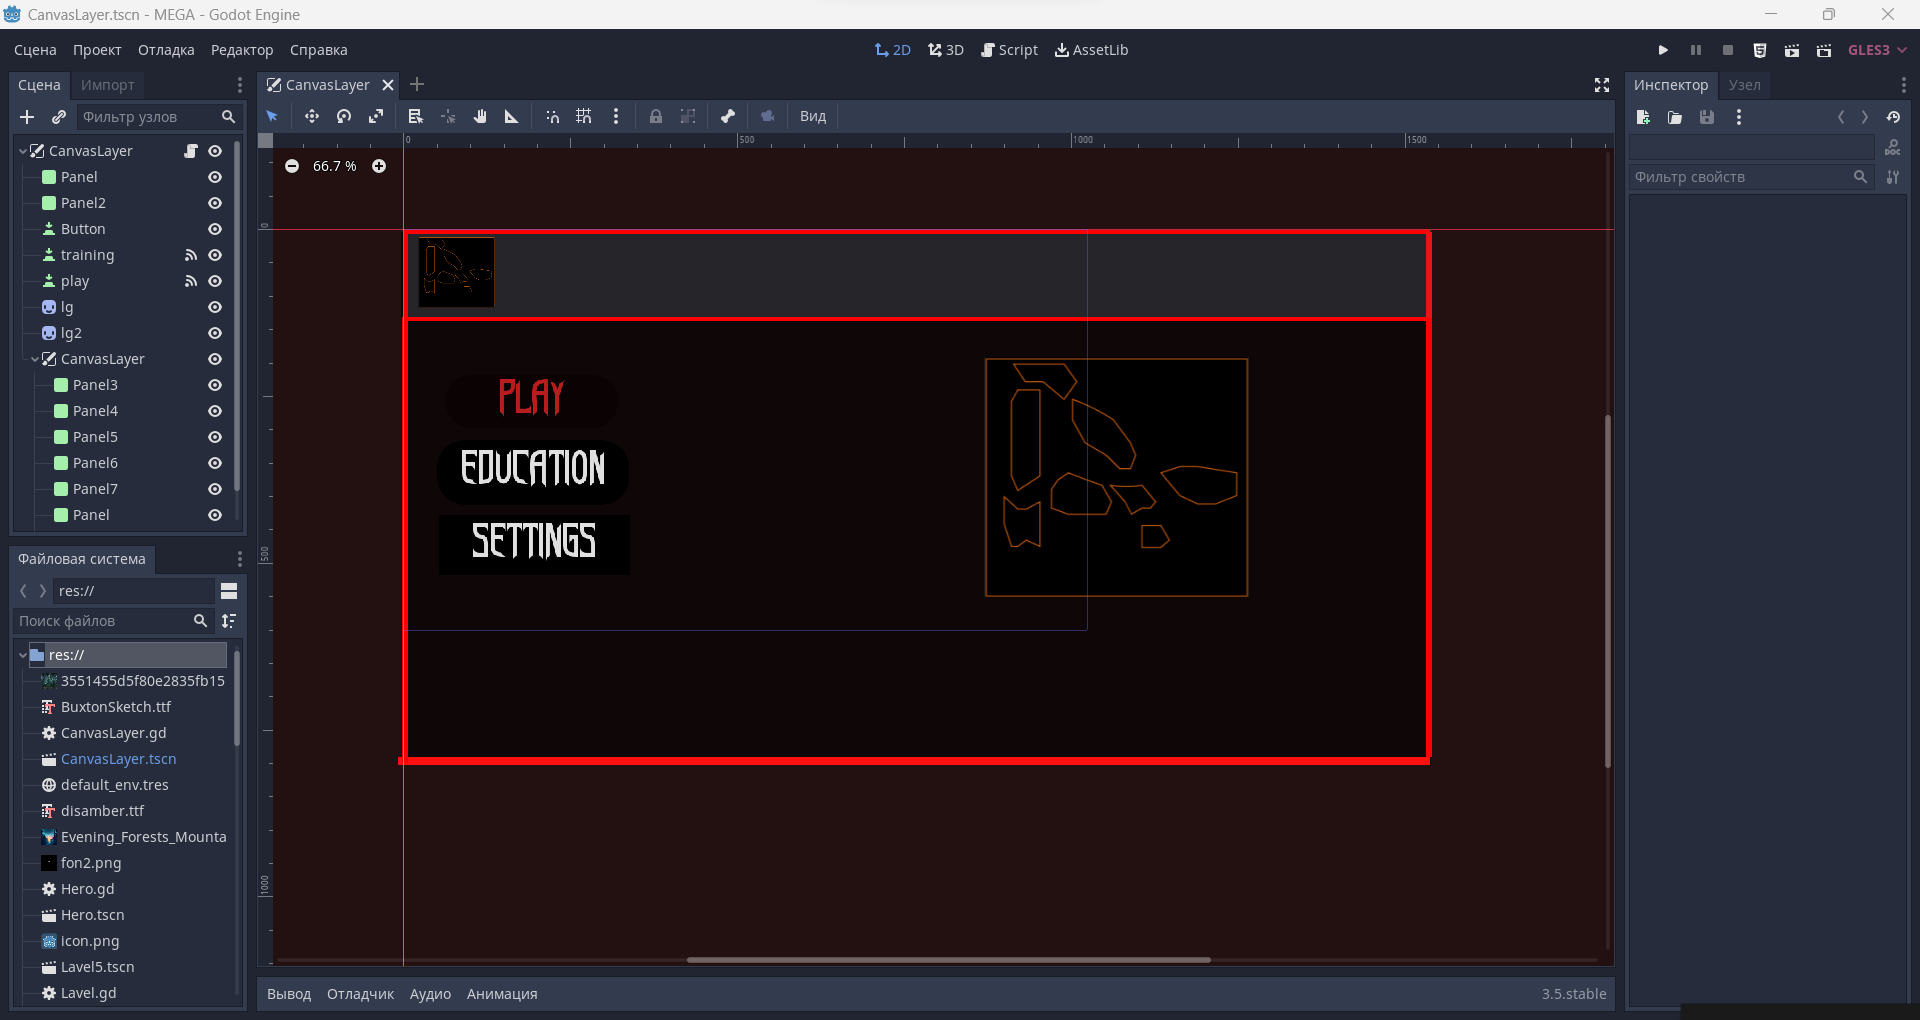 CanvasLayer.tscn - MEGA - Godot Engine
Сцена Проект Отладка Редактор Справка
2D 3D Script AssetLib
GLES3
Сцена Импорт
Фильтр узлов
CanvasLayer
Panel
Panel2
Button
training
play
lg
lg2
CanvasLayer
Panel3
Panel4
Panel5
Panel6
Panel7
Panel
Файловая система
res://
Поиск файлов
res://
3551455d5f80e2835fb15
BuxtonSketch.ttf
CanvasLayer.gd
CanvasLayer.tscn
default_env.tres
disamber.ttf
Evening_Forests_Mounta
fon2.png
Hero.gd
Hero.tscn
icon.png
Lavel5.tscn
Lavel.gd
CanvasLayer
Вид
0 500 1000 1500
66.7 %
0
500
1000
PLAY
EDUCATION
SETTINGS
Вывод Отладчик Аудио Анимация
3.5.stable
Инспектор Узел
DOC
Фильтр свойств